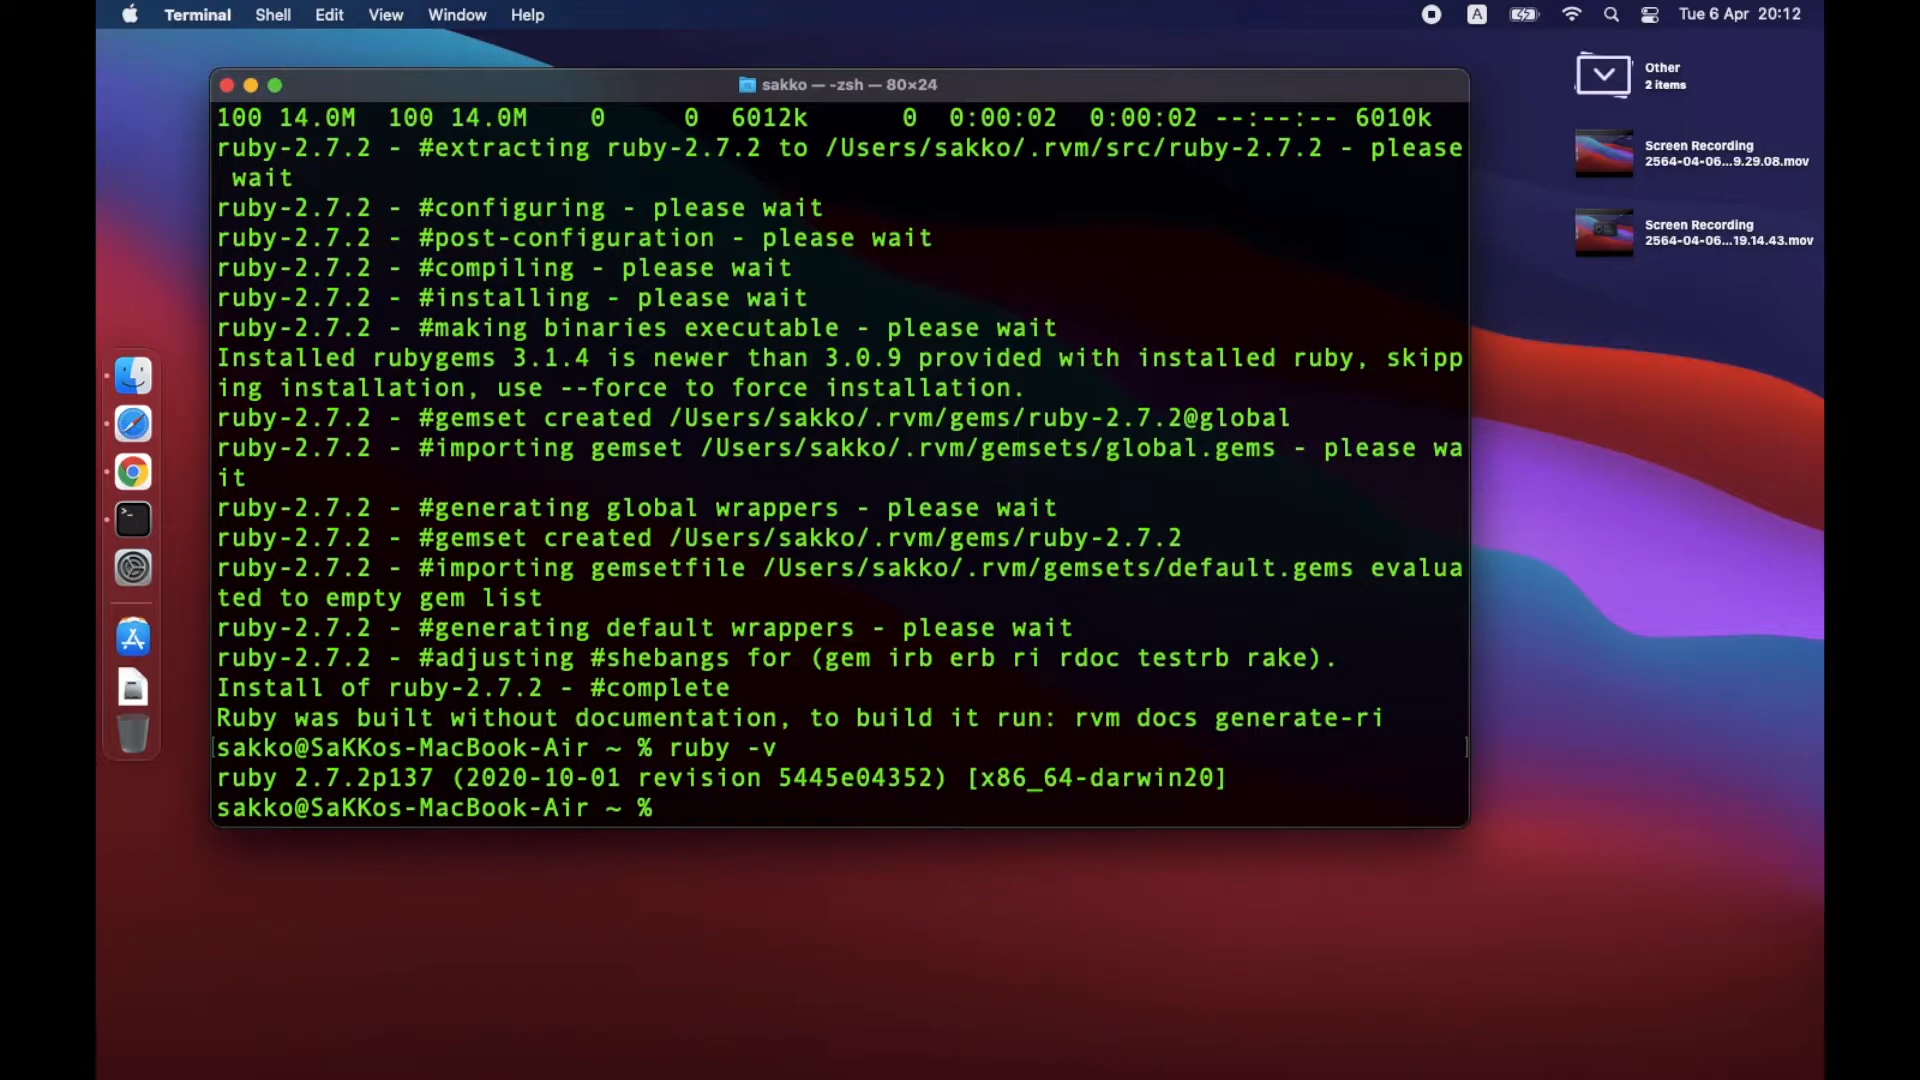 Terminal Shell Edit View Window Help A Tue 6 Apr 20:12
sakko — -zsh — 80×24
100 14.0M 100 14.0M 0 0 6012k 0 0:00:02 0:00:02 --:--:-- 6010k
ruby-2.7.2 - #extracting ruby-2.7.2 to /Users/sakko/.rvm/src/ruby-2.7.2 - please
wait
ruby-2.7.2 - #configuring - please wait
ruby-2.7.2 - #post-configuration - please wait
ruby-2.7.2 - #compiling - please wait
ruby-2.7.2 - #installing - please wait
ruby-2.7.2 - #making binaries executable - please wait
Installed rubygems 3.1.4 is newer than 3.0.9 provided with installed ruby, skipp
ing installation, use --force to force installation.
ruby-2.7.2 - #gemset created /Users/sakko/.rvm/gems/ruby-2.7.2@global
ruby-2.7.2 - #importing gemset /Users/sakko/.rvm/gemsets/global.gems - please wa
it
ruby-2.7.2 - #generating global wrappers - please wait
ruby-2.7.2 - #gemset created /Users/sakko/.rvm/gems/ruby-2.7.2
ruby-2.7.2 - #importing gemsetfile /Users/sakko/.rvm/gemsets/default.gems evalua
ted to empty gem list
ruby-2.7.2 - #generating default wrappers - please wait
ruby-2.7.2 - #adjusting #shebangs for (gem irb erb ri rdoc testrb rake).
Install of ruby-2.7.2 - #complete
Ruby was built without documentation, to build it run: rvm docs generate-ri
[sakko@SaKKos-MacBook-Air ~ % ruby -v ]
ruby 2.7.2p137 (2020-10-01 revision 5445e04352) [x86_64-darwin20]
sakko@SaKKos-MacBook-Air ~ %
Other
2 items
Screen Recording
2564-04-06...9.29.08.mov
Screen Recording
2564-04-06...19.14.43.mov